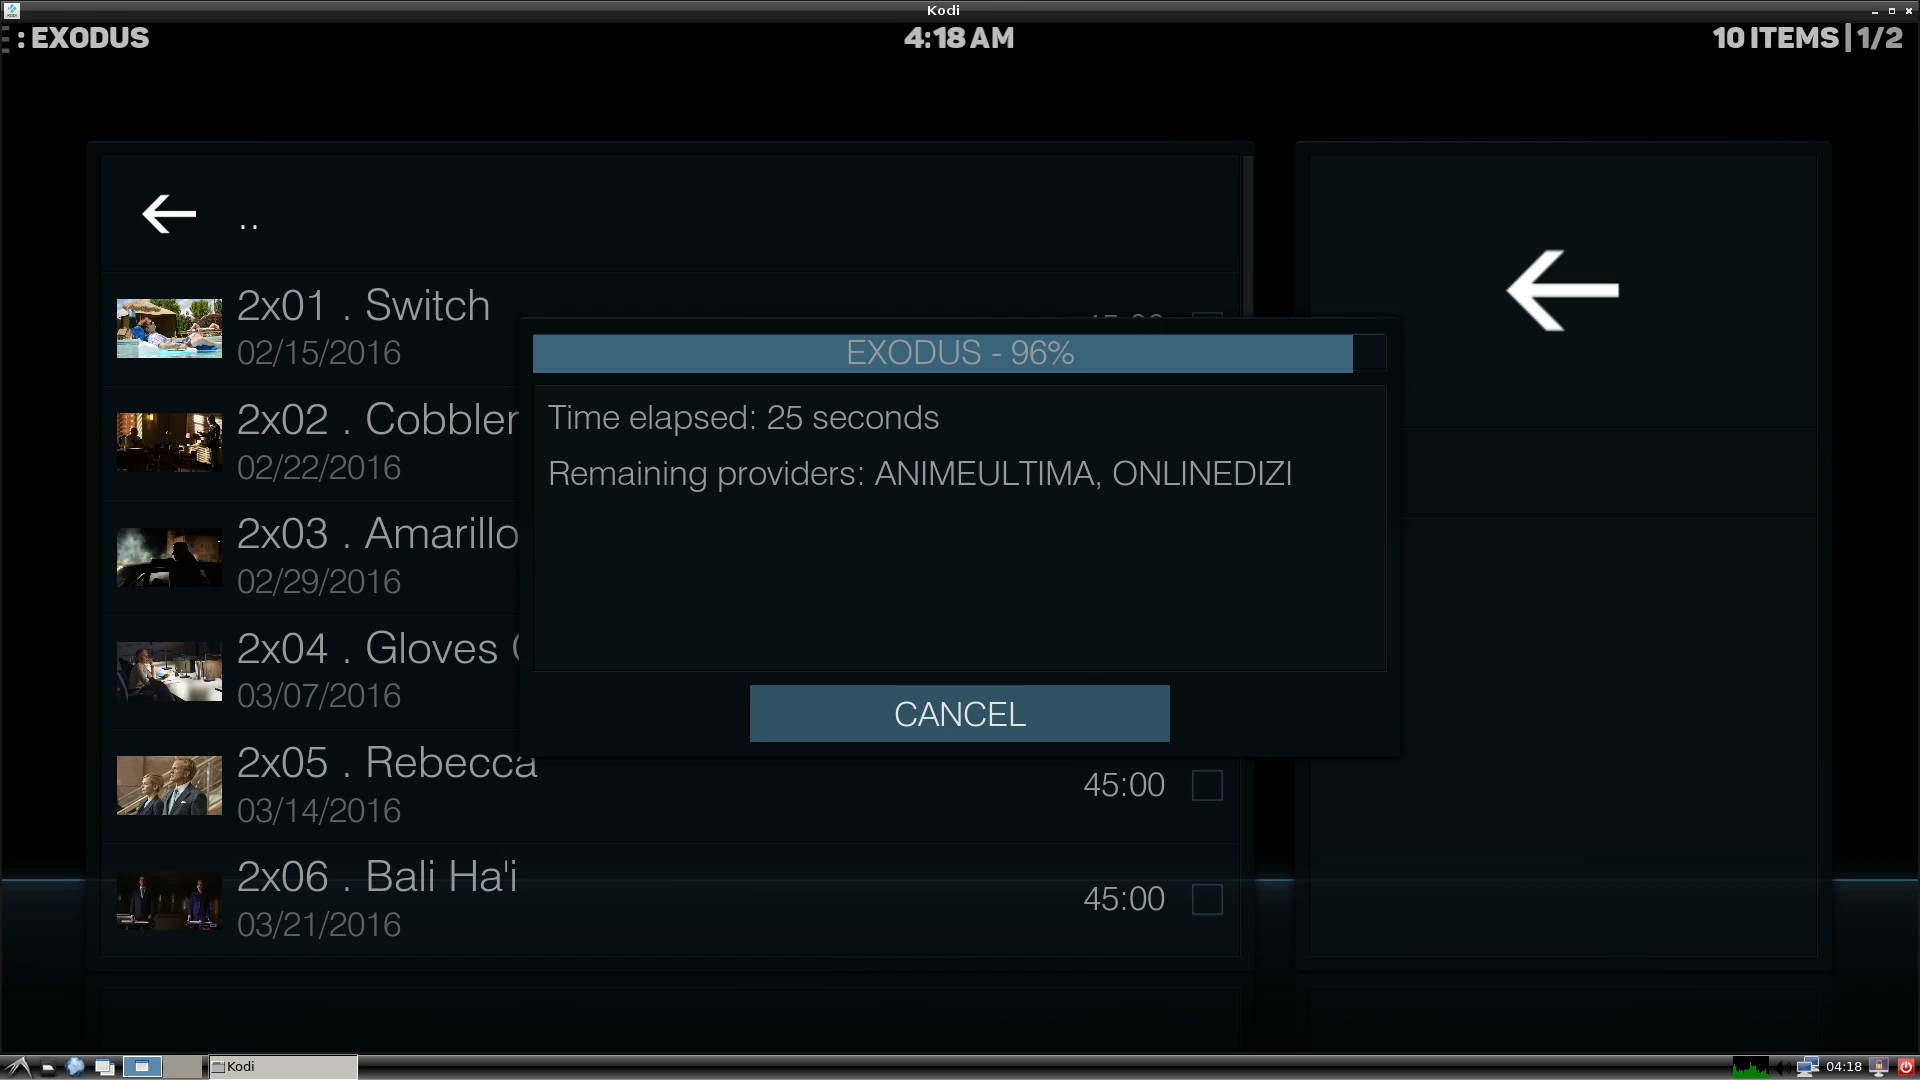 Kodi
: EXODUS
4:18 AM
10 ITEMS | 1/2
..
2x01 . Switch
02/15/2016
2x02 . Cobbler
02/22/2016
2x03 . Amarillo
02/29/2016
2x04 . Gloves
03/07/2016
2x05 . Rebecca
03/14/2016
45:00
2x06 . Bali Ha'i
03/21/2016
45:00
EXODUS - 96%
Time elapsed: 25 seconds
Remaining providers: ANIMEULTIMA, ONLINEDIZI
CANCEL
Kodi
04:18